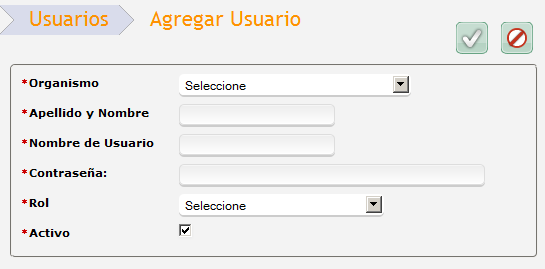 Usuarios Agregar Usuario
*Organismo Seleccione
*Apellido y Nombre
*Nombre de Usuario
*Contraseña:
*Rol Seleccione
*Activo